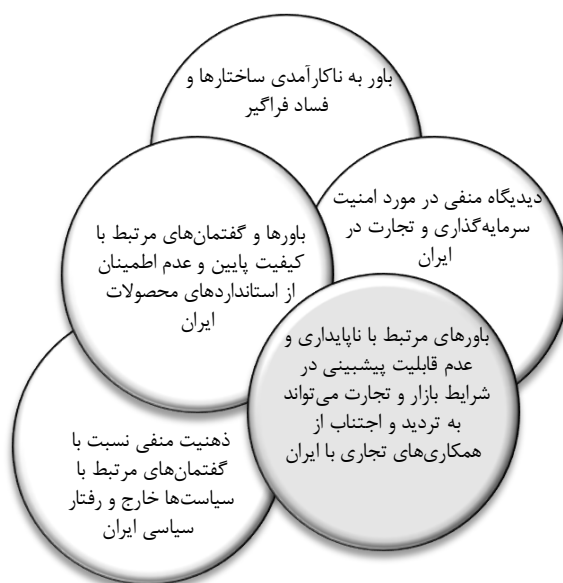 باور به ناکارآمدی ساختارها و
فساد فراگیر
دیدیگاه منفی در مورد امنیت
سرمایه‌گذاری و تجارت در
ایران
باورها و گفتمان‌های مرتبط با
کیفیت پایین و عدم اطمینان
از استانداردهای محصولات
ایران
باورهای مرتبط با ناپایداری و
عدم قابلیت پیشبینی در
شرایط بازار و تجارت می‌تواند
به تردید و اجتناب از
همکاری‌های تجاری با ایران
ذهنیت منفی نسبت با
گفتمان‌های مرتبط با
سیاست‌ها خارج و رفتار
سیاسی ایران